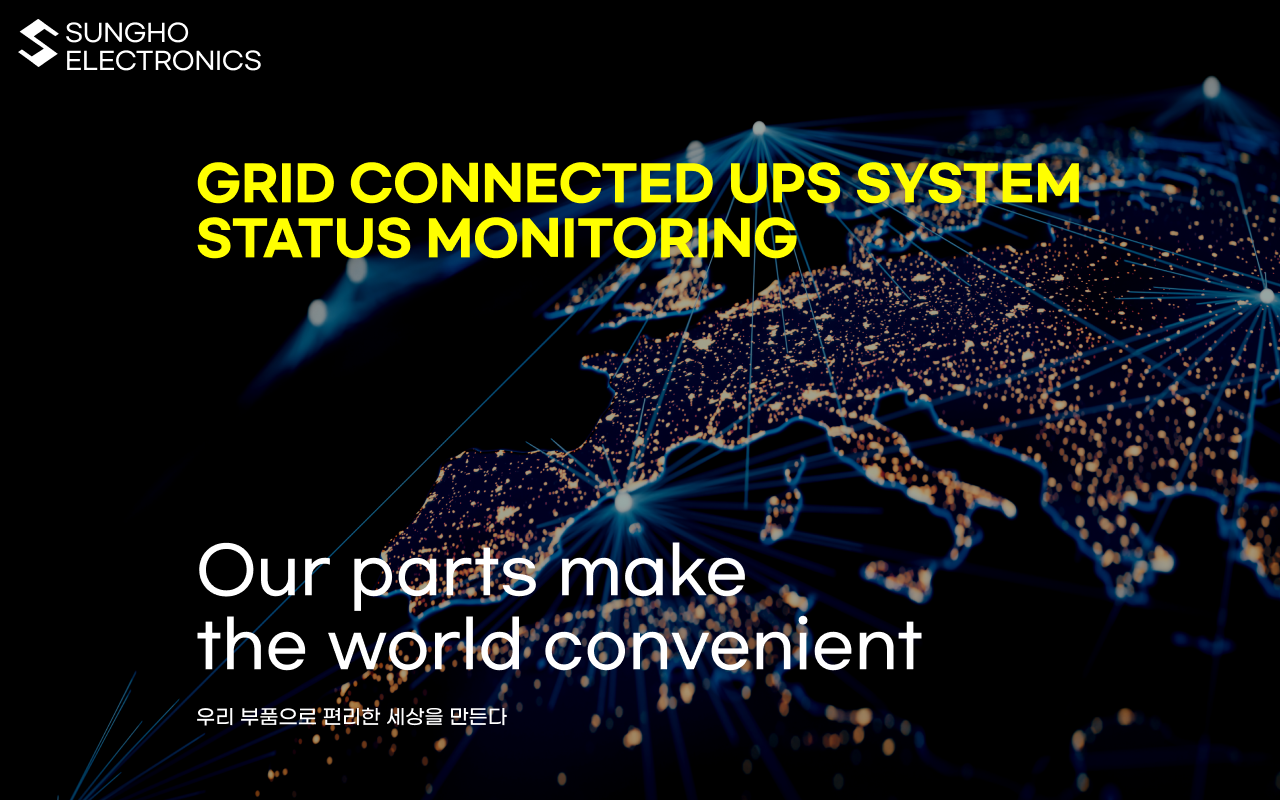 SUNGHO
ELECTRONICS
GRID CONNECTED UPS SYSTEM
STATUS MONITORING
Our parts make
the world convenient
우리 부품으로 편리한 세상을 만든다